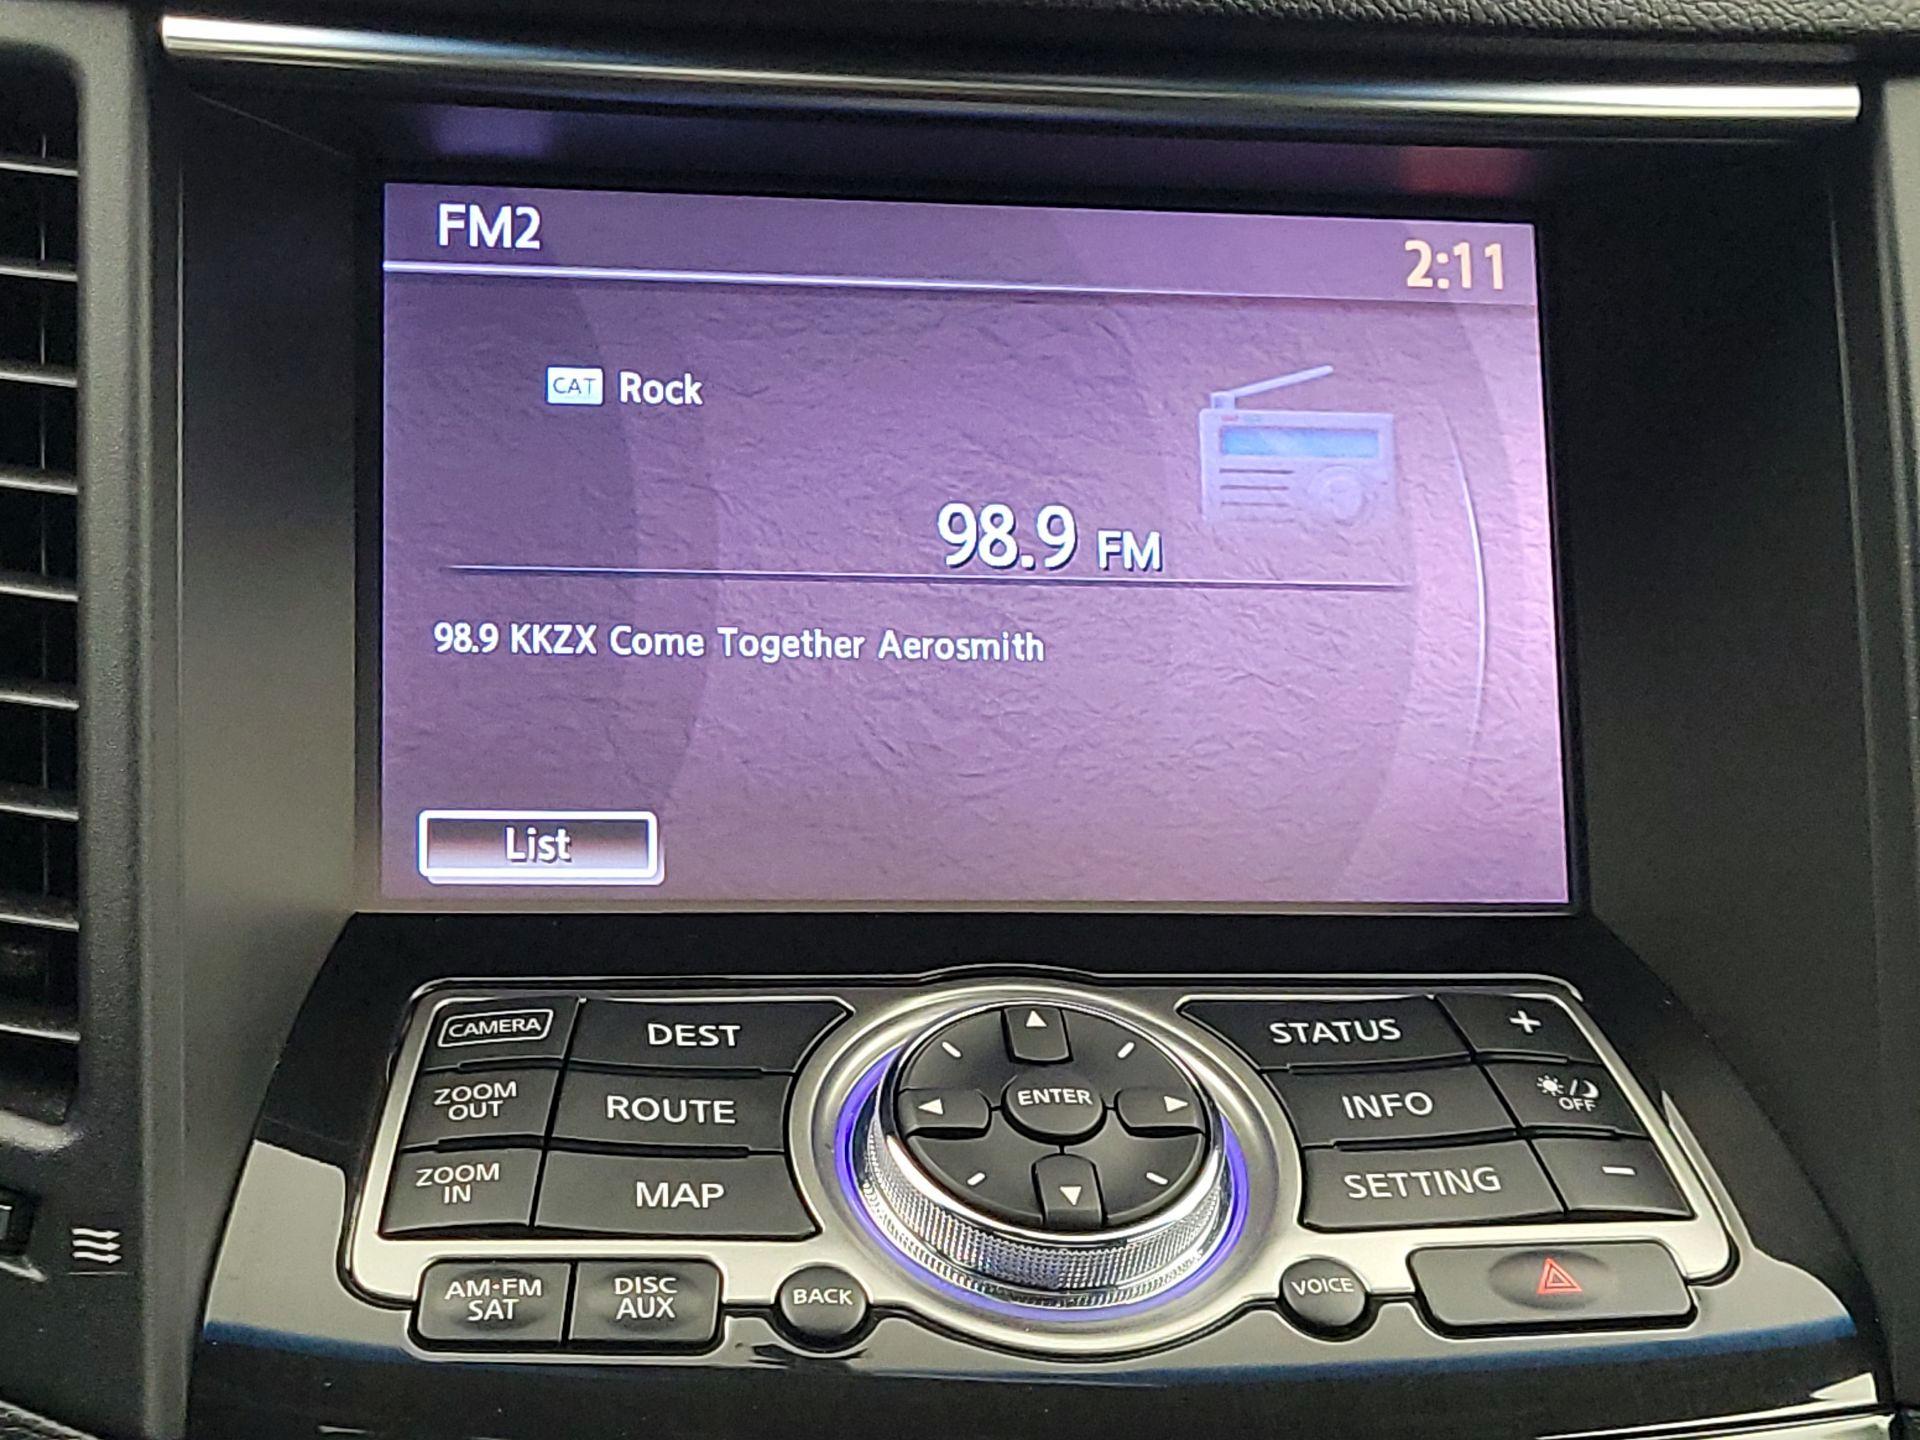 FM2
2:11
CAT Rock
98.9 FM
98.9 KKZX Come Together Aerosmith
List
CAMERA
DEST
ZOOM
OUT
ROUTE
ZOOM
IN
MAP
ENTER
STATUS
+
INFO
OFF
SETTING
−
AM·FM
SAT
DISC
AUX
BACK
VOICE